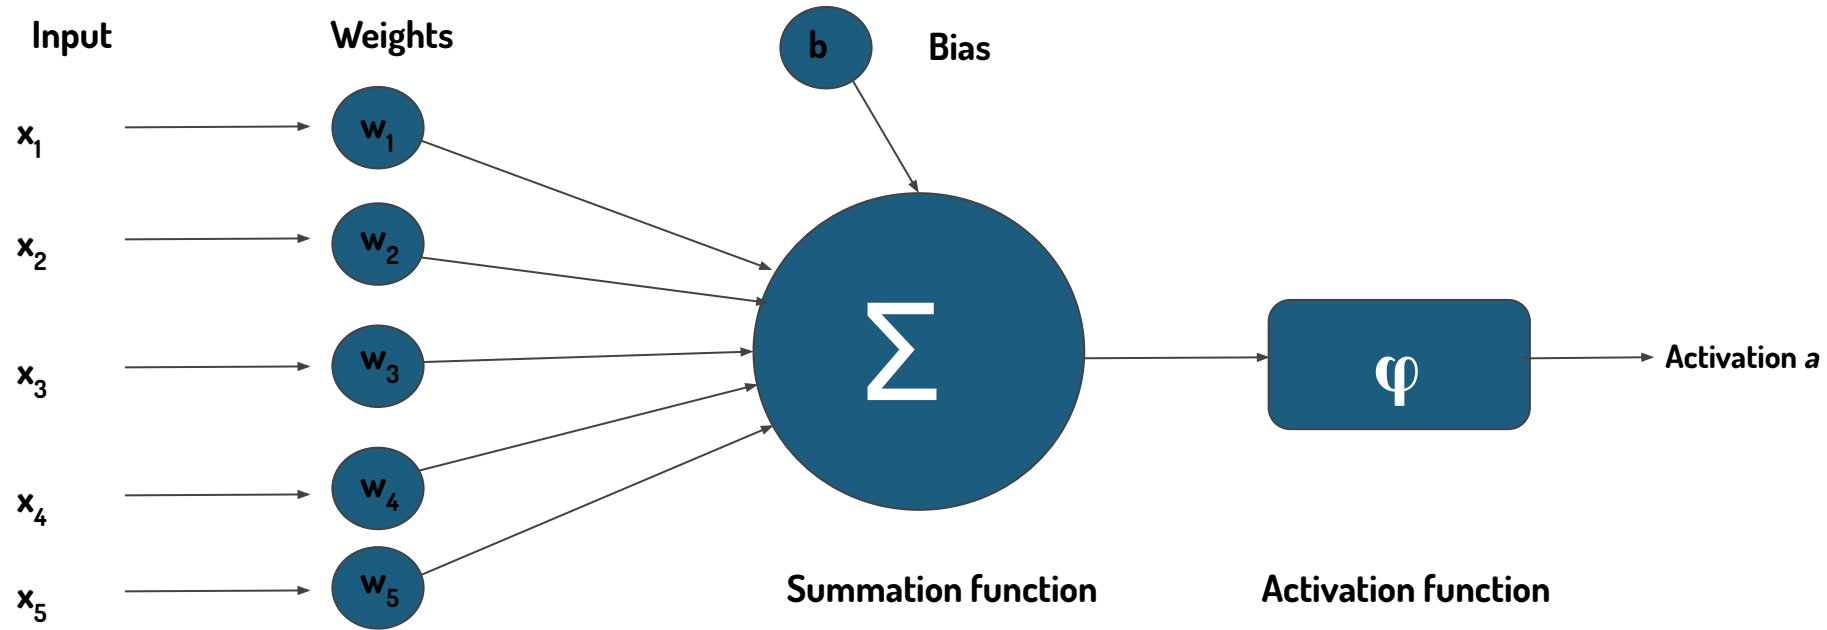 Input
Weights
b
Bias
x₁
w₁
x₂
w₂
Σ
x₃
w₃
φ
Activation a
x₄
w₄
x₅
w₅
Summation function
Activation function